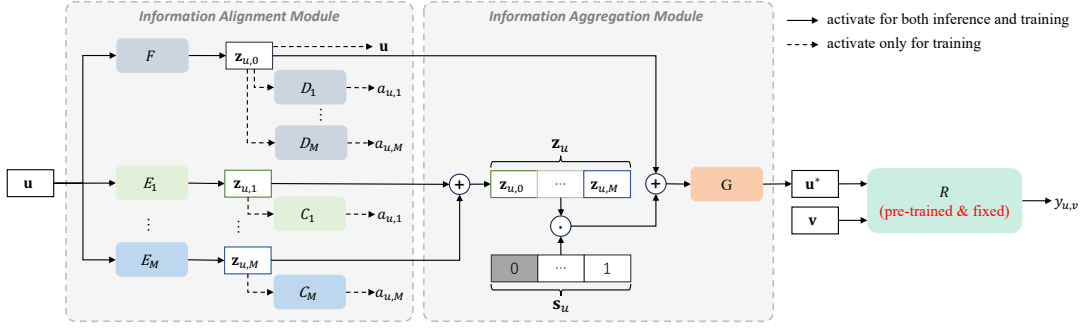 Information Alignment Module
Information Aggregation Module
activate for both inference and training
activate only for training
F
z_{u,0}
u
D_1
a_{u,1}
⋮
D_M
a_{u,M}
u
E_1
z_{u,1}
C_1
a_{u,1}
⋮
⋮
E_M
z_{u,M}
C_M
a_{u,M}
+
z_u
z_{u,0} ... z_{u,M}
·
0 ... 1
s_u
+
G
u*
v
R
(pre-trained & fixed)
y_{u,v}